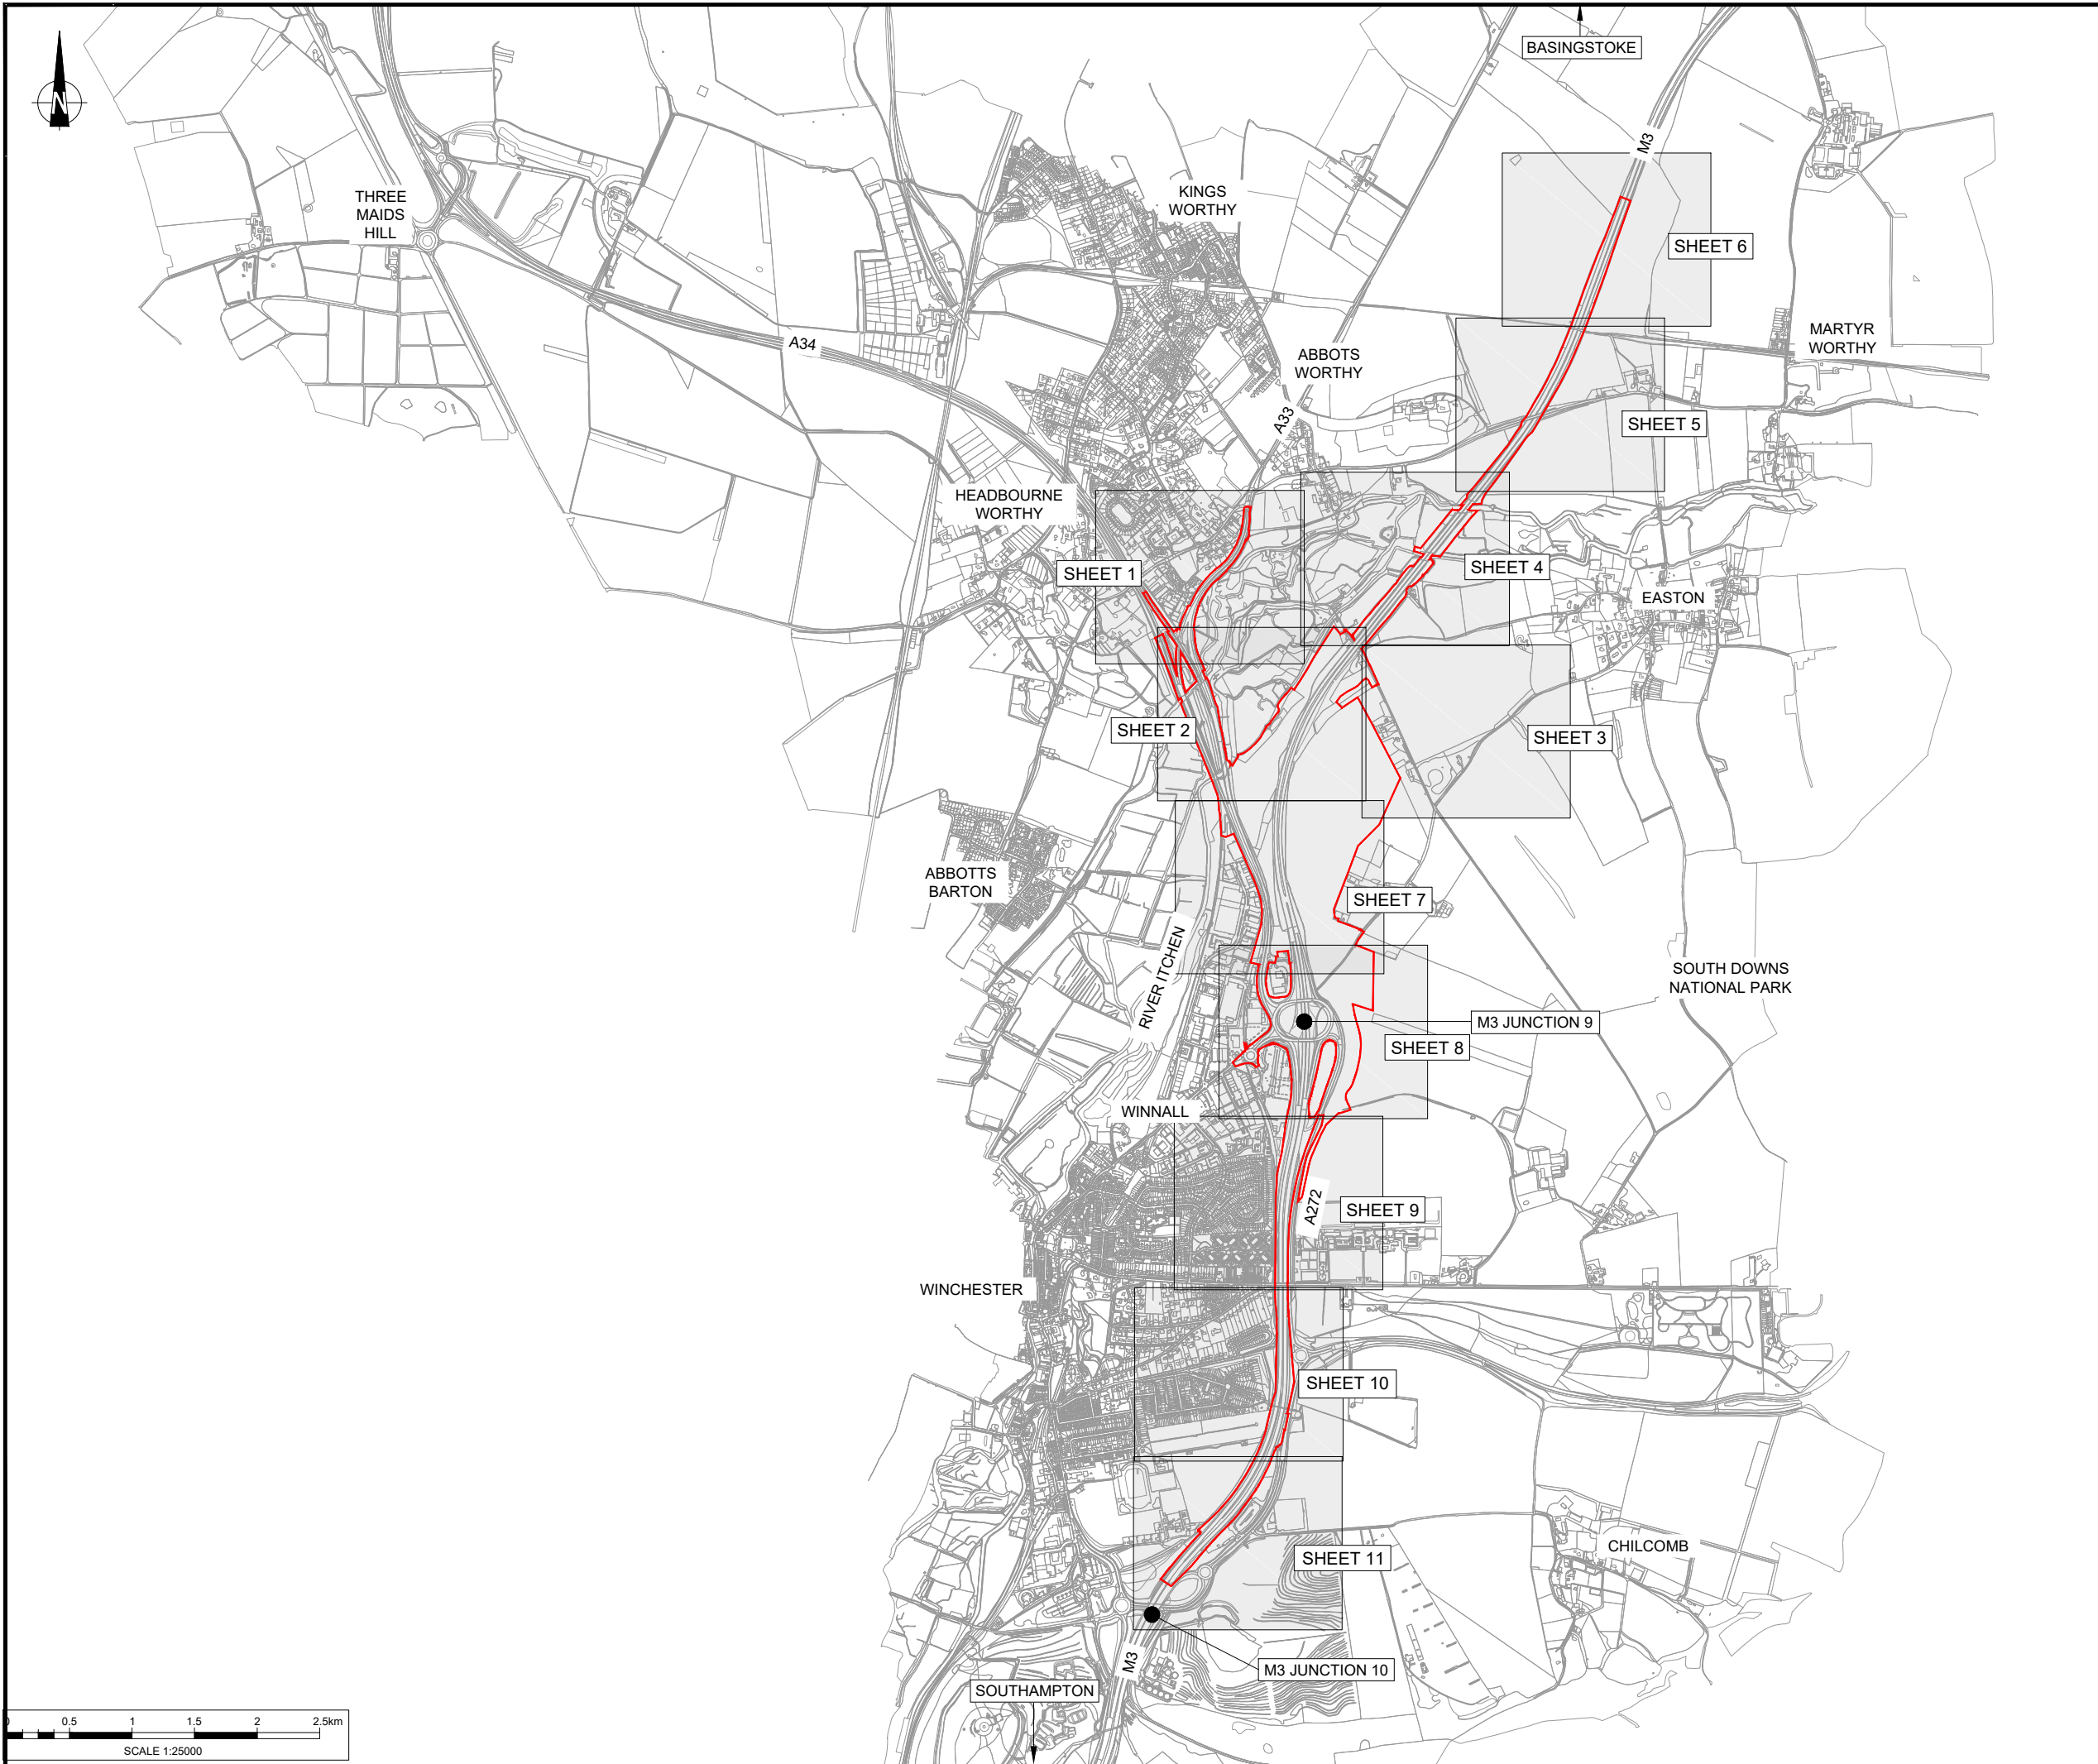 BASINGSTOKE
N
M3
THREE
MAIDS
HILL
KINGS
WORTHY
SHEET 6
A34
MARTYR
WORTHY
ABBOTS
WORTHY
A33
SHEET 5
HEADBOURNE
WORTHY
SHEET 1
SHEET 4
EASTON
SHEET 2
SHEET 3
ABBOTTS
BARTON
SHEET 7
RIVER ITCHEN
SOUTH DOWNS
NATIONAL PARK
M3 JUNCTION 9
SHEET 8
WINNALL
A272
SHEET 9
WINCHESTER
SHEET 10
CHILCOMB
SHEET 11
M3
M3 JUNCTION 10
SOUTHAMPTON
0 0.5 1 1.5 2 2.5km
SCALE 1:25000